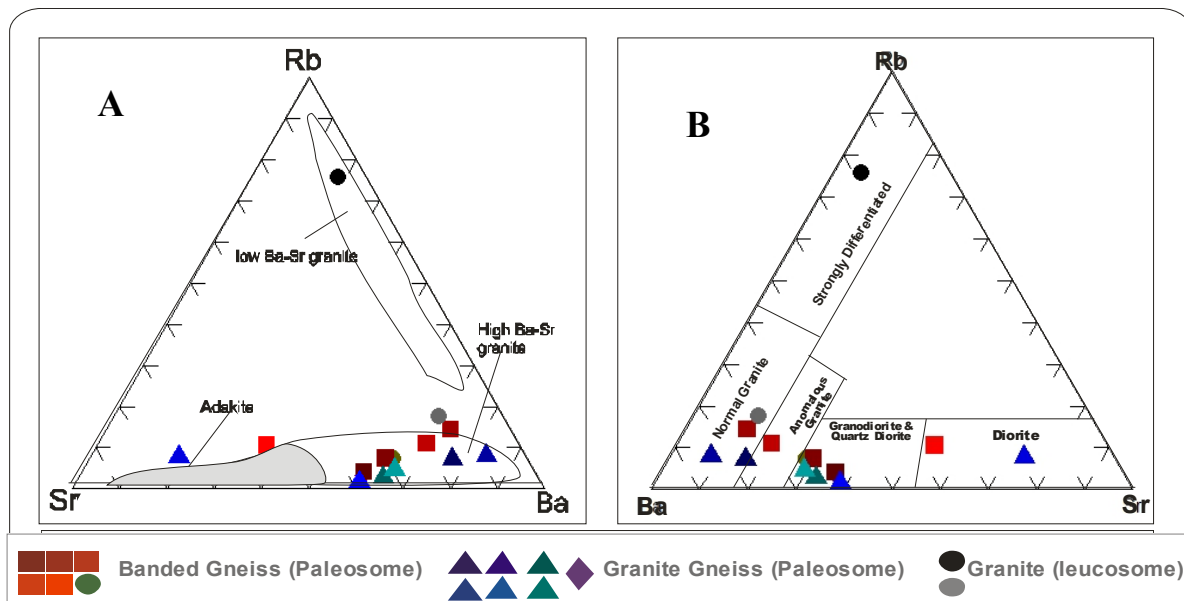 A
Rb
low Ba-Sr granite
High Ba-Sr
granite
Adakite
Sr
Ba
B
Rb
Strongly Differentiated
Normal Granite
Anomalous
Granite
Granodiorite &
Quartz Diorite
Diorite
Ba
Sr
Banded Gneiss (Paleosome)
Granite Gneiss (Paleosome)
Granite (leucosome)